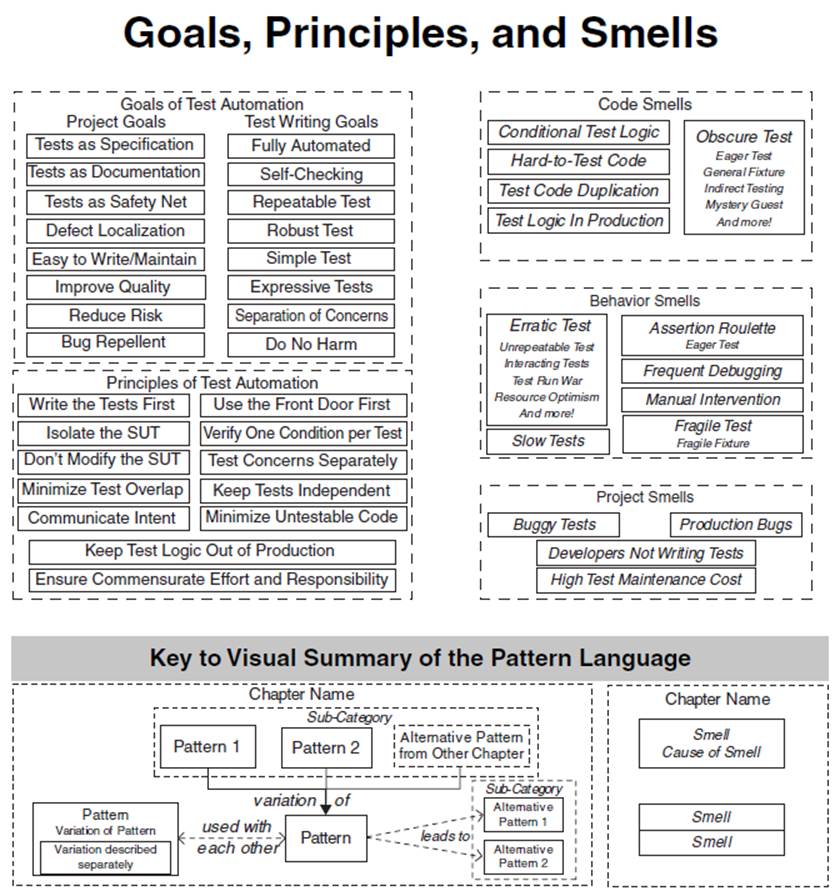 Goals, Principles, and Smells
Goals of Test Automation
Project Goals
Tests as Specification
Tests as Documentation
Tests as Safety Net
Defect Localization
Easy to Write/Maintain
Improve Quality
Reduce Risk
Bug Repellent
Test Writing Goals
Fully Automated
Self-Checking
Repeatable Test
Robust Test
Simple Test
Expressive Tests
Separation of Concerns
Do No Harm
Principles of Test Automation
Write the Tests First
Isolate the SUT
Don't Modify the SUT
Minimize Test Overlap
Communicate Intent
Use the Front Door First
Verify One Condition per Test
Test Concerns Separately
Keep Tests Independent
Minimize Untestable Code
Keep Test Logic Out of Production
Ensure Commensurate Effort and Responsibility
Code Smells
Conditional Test Logic
Hard-to-Test Code
Test Code Duplication
Test Logic In Production
Obscure Test
Eager Test
General Fixture
Indirect Testing
Mystery Guest
And more!
Behavior Smells
Erratic Test
Unrepeatable Test
Interacting Tests
Test Run War
Resource Optimism
And more!
Slow Tests
Assertion Roulette
Eager Test
Frequent Debugging
Manual Intervention
Fragile Test
Fragile Fixture
Project Smells
Buggy Tests
Production Bugs
Developers Not Writing Tests
High Test Maintenance Cost
Key to Visual Summary of the Pattern Language
Chapter Name
Sub-Category
Pattern 1
Pattern 2
Alternative Pattern
from Other Chapter
variation of
Pattern
Variation of Pattern
Variation described
separately
used with
each other
Pattern
leads to
Sub-Category
Alternative
Pattern 1
Alternative
Pattern 2
Chapter Name
Smell
Cause of Smell
Smell
Smell